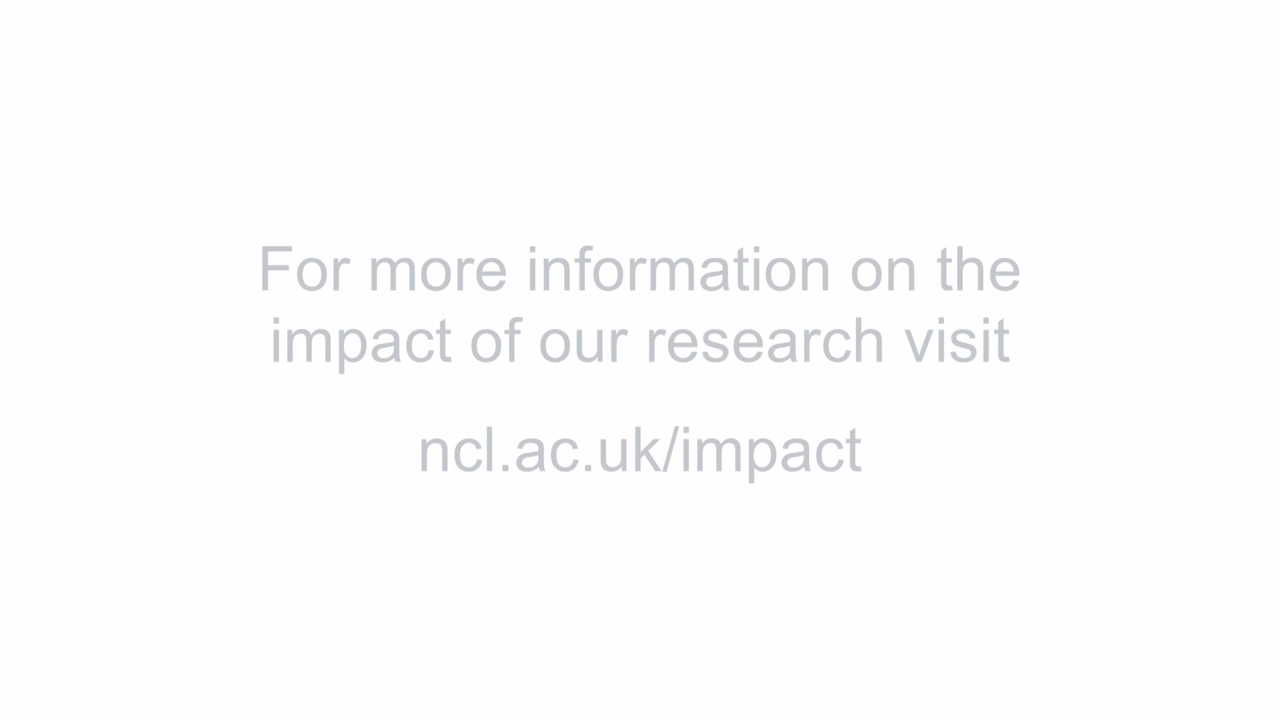 For more information on the
impact of our research visit
ncl.ac.uk/impact